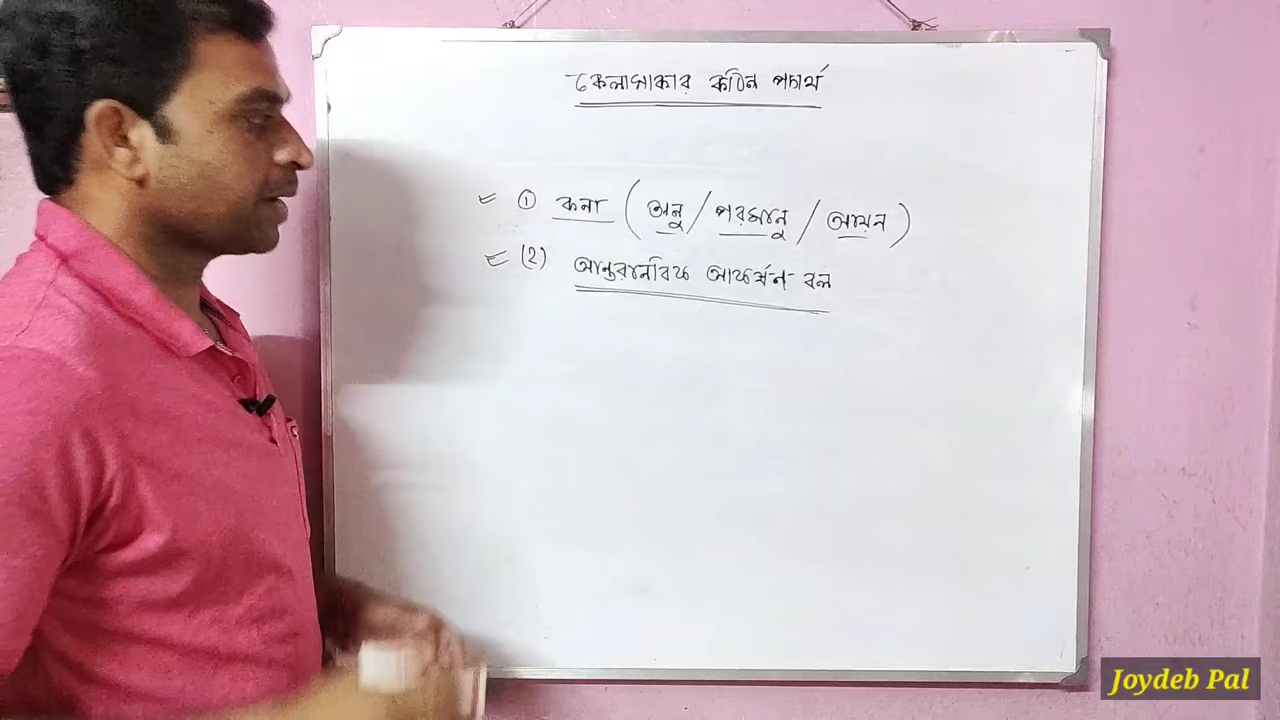 কেলাসাকার কঠিন পদার্থ
① কনা (অনু / পরমানু / আয়ন)
(2) আন্তরানবিক আকর্ষন বল
Joydeb Pal